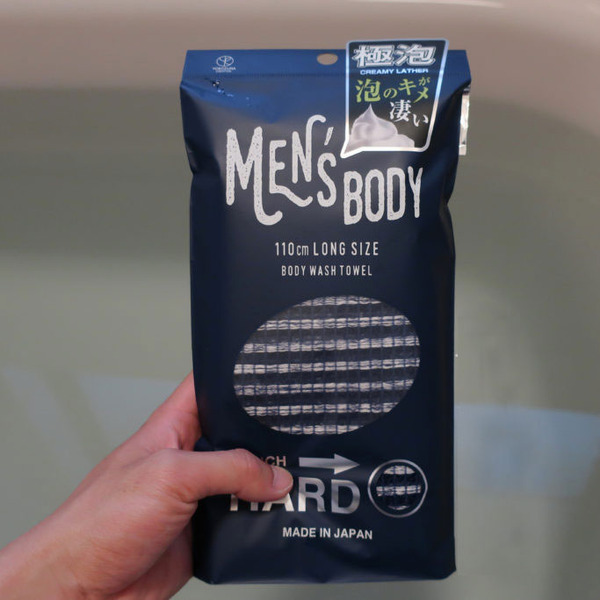 極泡
CREAMY LATHER
泡のキメが
凄い
MEN'S
BODY
110cm LONG SIZE
BODY WASH TOWEL
HARD
MADE IN JAPAN